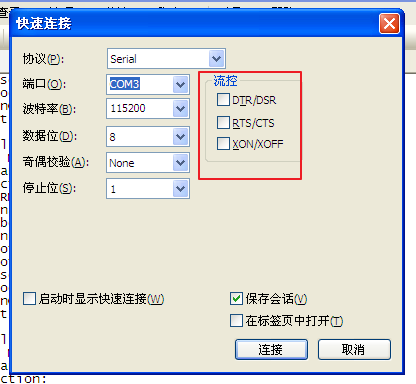 快速连接
协议(P): Serial
端口(O): COM3
波特率(B): 115200
数据位(D): 8
奇偶校验(A): None
停止位(S): 1
流控
DTR/DSR
RTS/CTS
XON/XOFF
启动时显示快速连接(W)
保存会话(V)
在标签页中打开(T)
连接
取消
ction: